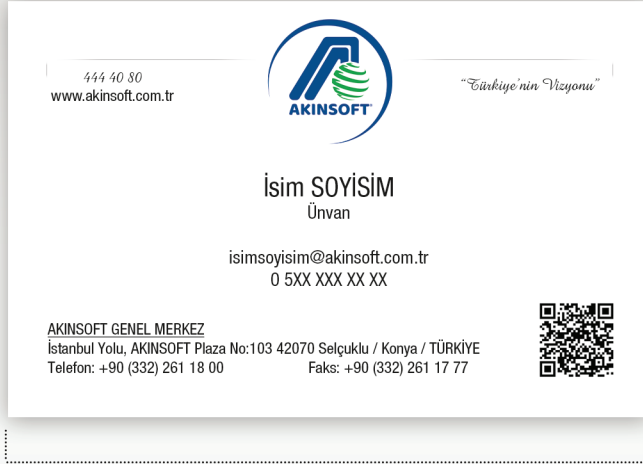 444 40 80
www.akinsoft.com.tr
AKINSOFT
“Türkiye'nin Vizyonu”
İsim SOYİSİM
Ünvan
isimsoyisim@akinsoft.com.tr
0 5XX XXX XX XX
AKINSOFT GENEL MERKEZ
İstanbul Yolu, AKINSOFT Plaza No:103 42070 Selçuklu / Konya / TÜRKİYE
Telefon: +90 (332) 261 18 00 Faks: +90 (332) 261 17 77